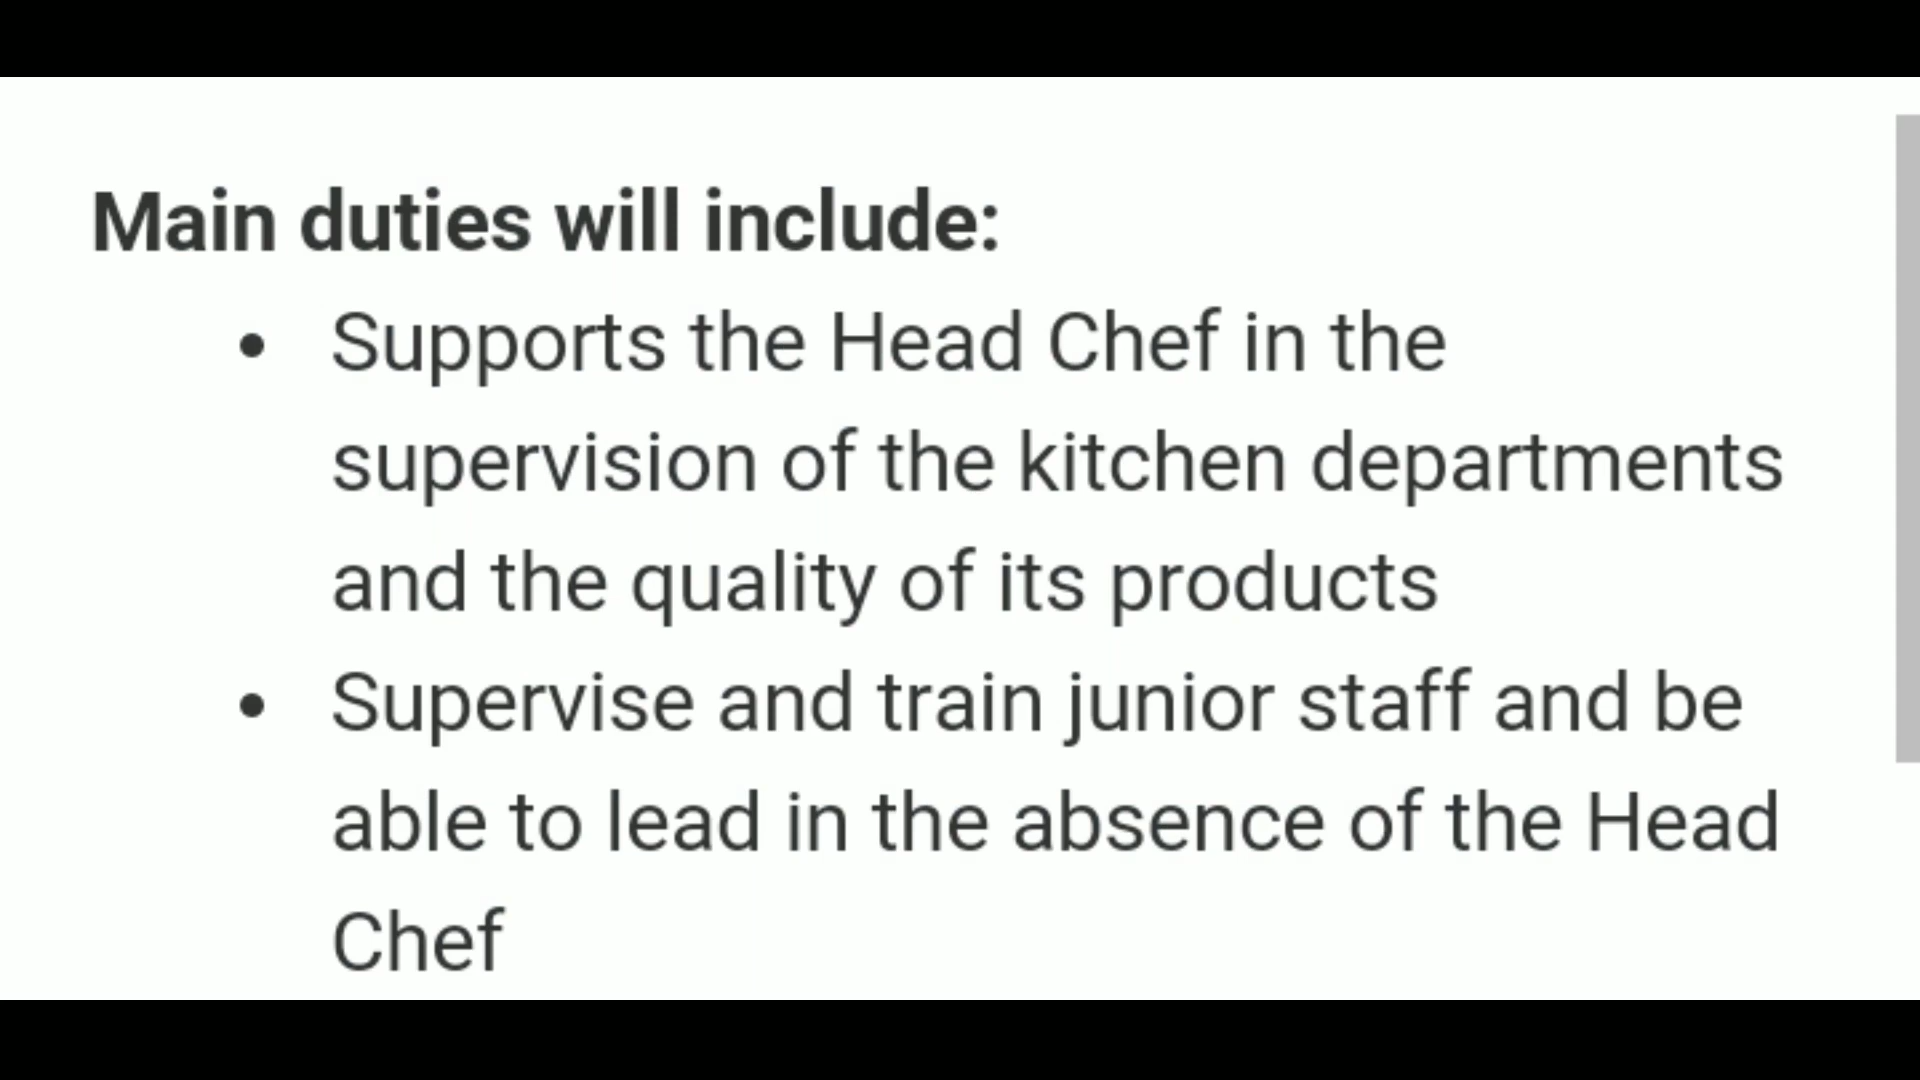 Main duties will include:
• Supports the Head Chef in the
supervision of the kitchen departments
and the quality of its products
• Supervise and train junior staff and be
able to lead in the absence of the Head
Chef